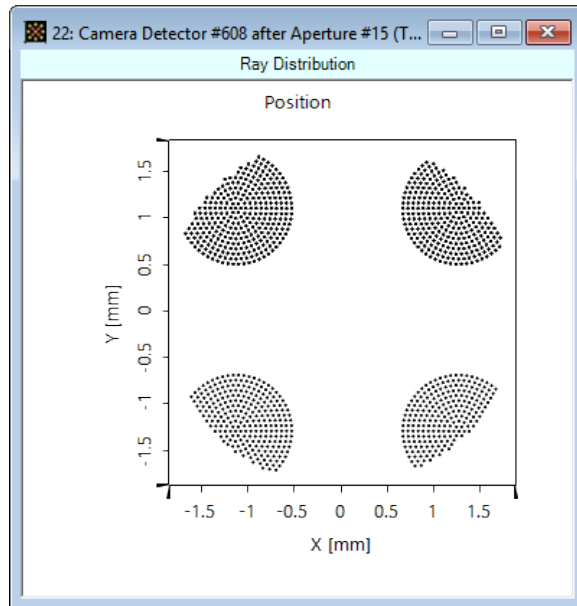 22: Camera Detector #608 after Aperture #15 (T...
Ray Distribution
Position
Y [mm]
1.5
1
0.5
0
-0.5
-1
-1.5
-1.5 -1 -0.5 0 0.5 1 1.5
X [mm]